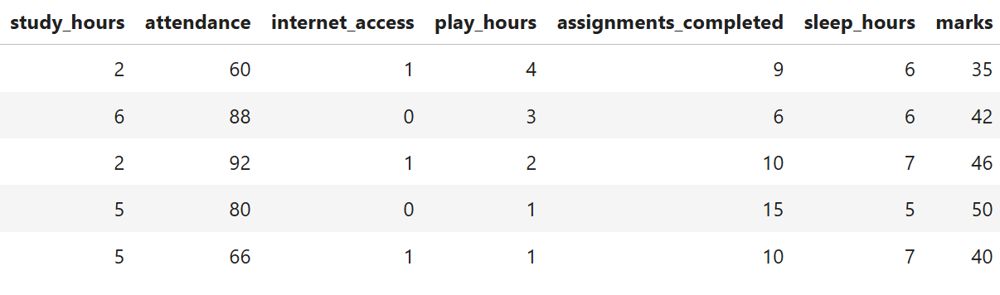 study_hours attendance internet_access play_hours assignments_completed sleep_hours marks
2 60 1 4 9 6 35
6 88 0 3 6 6 42
2 92 1 2 10 7 46
5 80 0 1 15 5 50
5 66 1 1 10 7 40